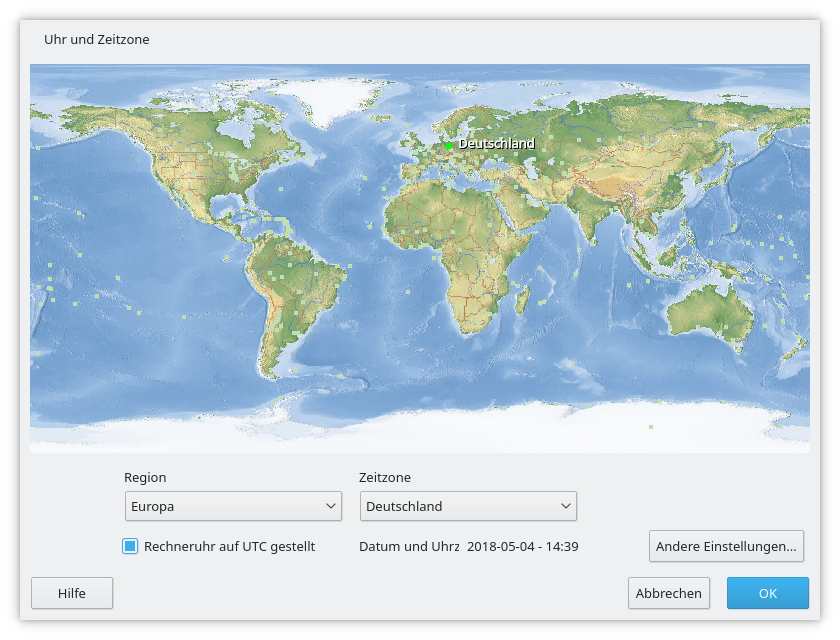 Uhr und Zeitzone
Deutschland
Region
Zeitzone
Europa
Deutschland
Rechneruhr auf UTC gestellt
Datum und Uhrz 2018-05-04 - 14:39
Andere Einstellungen...
Hilfe
Abbrechen
OK